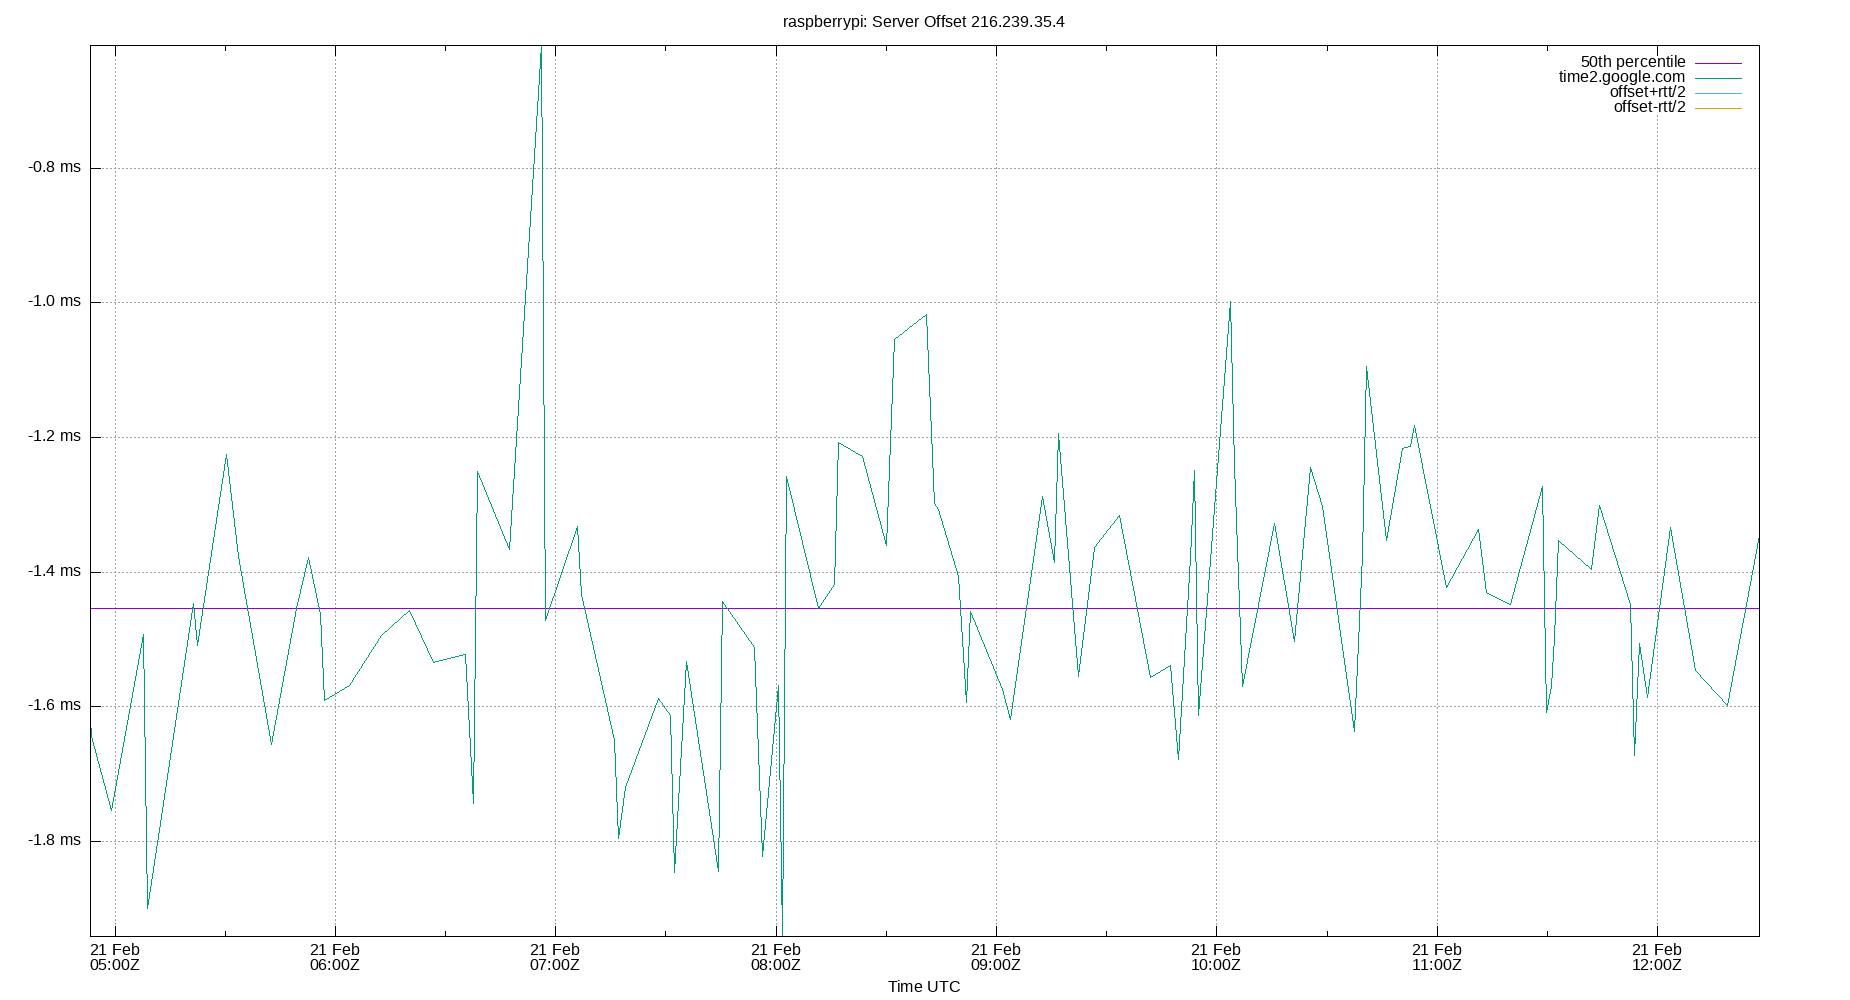 raspberrypi: Server Offset 216.239.35.4
50th percentile
time2.google.com
offset+rtt/2
offset-rtt/2
-0.8 ms
-1.0 ms
-1.2 ms
-1.4 ms
-1.6 ms
-1.8 ms
21 Feb 21 Feb 21 Feb 21 Feb 21 Feb 21 Feb 21 Feb 21 Feb
05:00Z 06:00Z 07:00Z 08:00Z 09:00Z 10:00Z 11:00Z 12:00Z
Time UTC